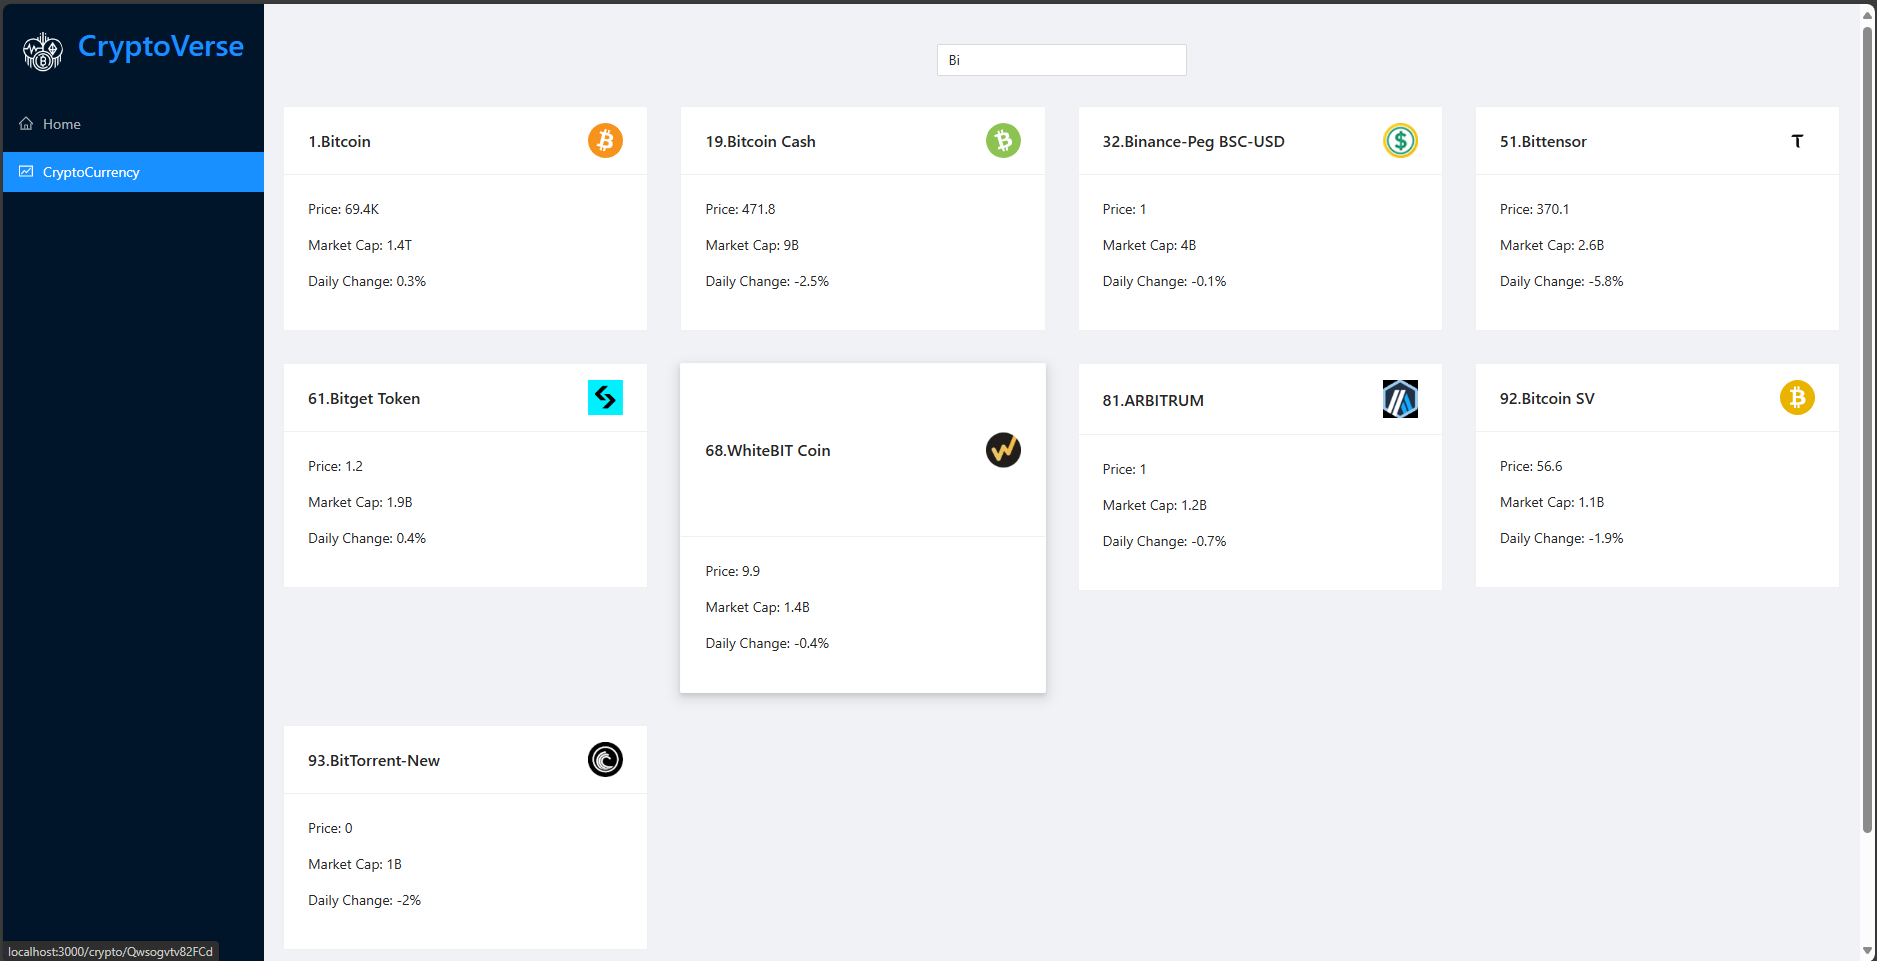 CryptoVerse
Home
CryptoCurrency
Bi
1.Bitcoin
Price: 69.4K
Market Cap: 1.4T
Daily Change: 0.3%
19.Bitcoin Cash
Price: 471.8
Market Cap: 9B
Daily Change: -2.5%
32.Binance-Peg BSC-USD
Price: 1
Market Cap: 4B
Daily Change: -0.1%
51.Bittensor
Price: 370.1
Market Cap: 2.6B
Daily Change: -5.8%
61.Bitget Token
Price: 1.2
Market Cap: 1.9B
Daily Change: 0.4%
68.WhiteBIT Coin
Price: 9.9
Market Cap: 1.4B
Daily Change: -0.4%
81.ARBITRUM
Price: 1
Market Cap: 1.2B
Daily Change: -0.7%
92.Bitcoin SV
Price: 56.6
Market Cap: 1.1B
Daily Change: -1.9%
93.BitTorrent-New
Price: 0
Market Cap: 1B
Daily Change: -2%
localhost:3000/crypto/Qwsogvtv82FCd